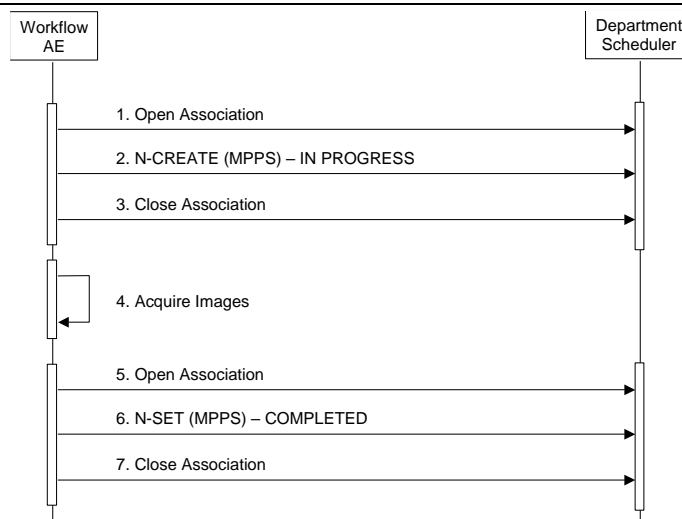 Workflow
AE
Department
Scheduler
1. Open Association
2. N-CREATE (MPPS) – IN PROGRESS
3. Close Association
4. Acquire Images
5. Open Association
6. N-SET (MPPS) – COMPLETED
7. Close Association